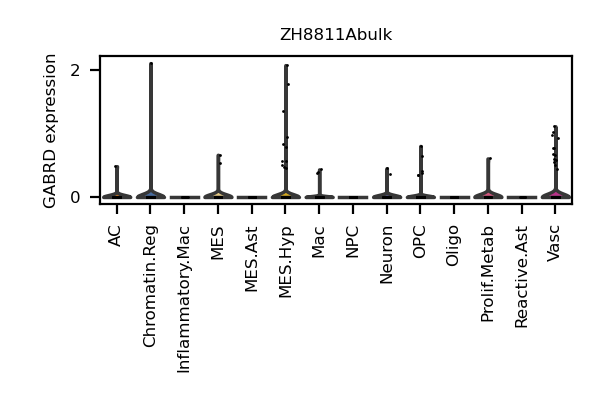 ZH8811Abulk
GABRD expression
2
0
AC
Chromatin.Reg
Inflammatory.Mac
MES
MES.Ast
MES.Hyp
Mac
NPC
Neuron
OPC
Oligo
Prolif.Metab
Reactive.Ast
Vasc